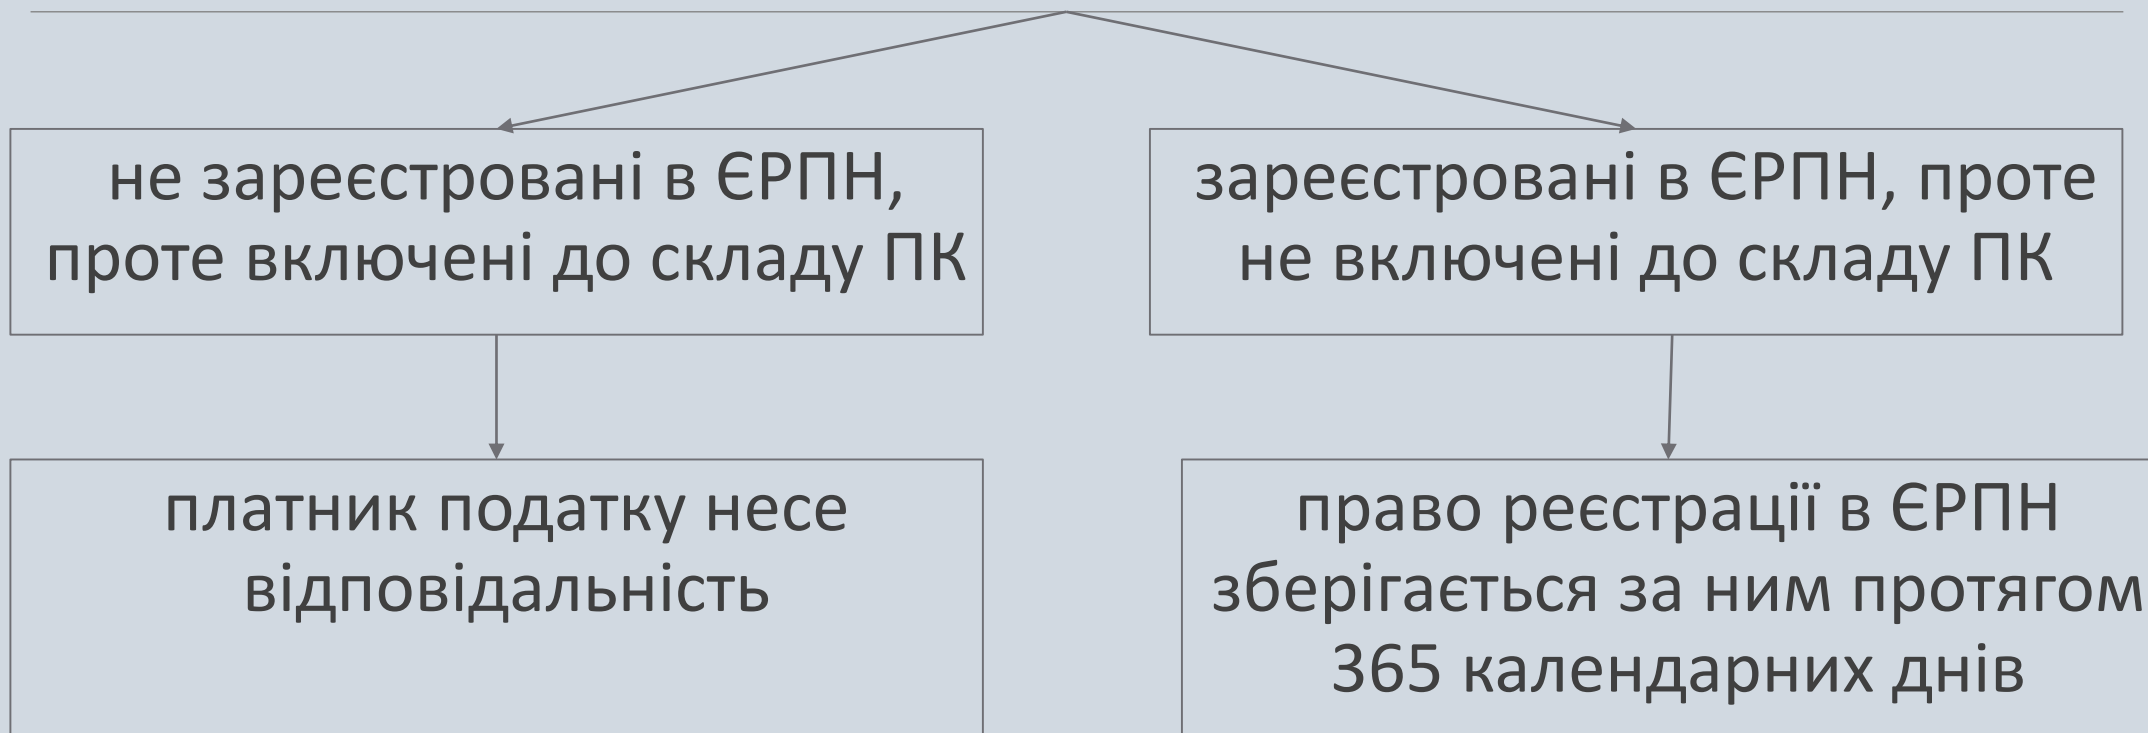 не зареєстровані в ЄРПН,
проте включені до складу ПК
зареєстровані в ЄРПН, проте
не включені до складу ПК
платник податку несе
відповідальність
право реєстрації в ЄРПН
зберігається за ним протягом
365 календарних днів